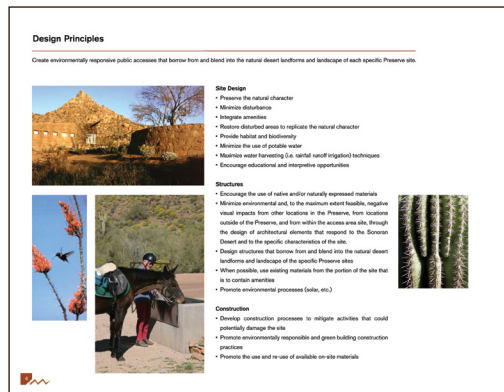 Design Principles
Create environmentally responsive public accesses that borrow from and blend into the natural desert landforms and landscape of each specific Preserve site.
Site Design
• Preserve the natural character
• Minimize disturbance
• Integrate amenities
• Restore disturbed areas to replicate the natural character
• Provide habitat and biodiversity
• Minimize the use of potable water
• Maximize water harvesting (i.e. rainfall runoff irrigation) techniques
• Encourage educational and interpretive opportunities
Structures
• Encourage the use of native and/or naturally expressed materials
• Minimize environmental and, to the maximum extent feasible, negative
visual impacts from other locations in the Preserve, from locations
outside of the Preserve, and from within the access area site, through
the design of architectural elements that respond to the Sonoran
Desert and to the specific characteristics of the site.
• Design structures that borrow from and blend into the natural desert
landforms and landscape of the specific Preserve sites
• When possible, use existing materials from the portion of the site that
is to contain amenities
• Promote environmental processes (solar, etc.)
Construction
• Develop construction processes to mitigate activities that could
potentially damage the site
• Promote environmentally responsible and green building construction
practices
• Promote the use and re-use of available on-site materials